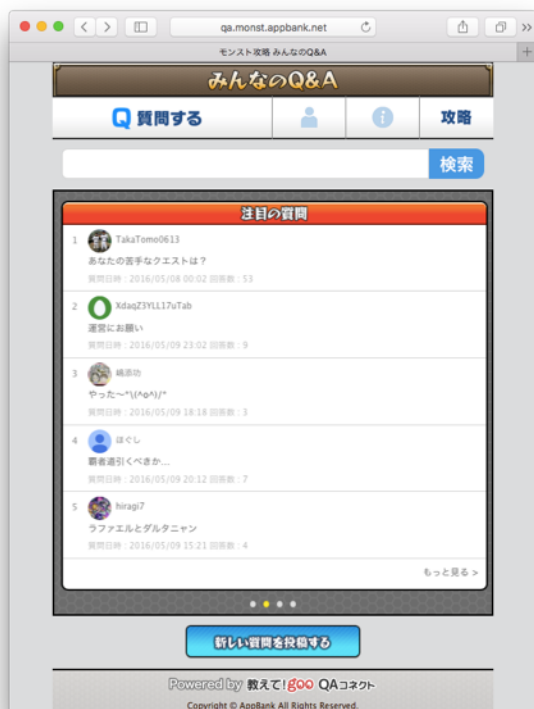 qa.monst.appbank.net
モンスト攻略 みんなのQ&A
みんなのQ&A
Q 質問する
i
攻略
検索
注目の質問
1 TakaTomo0613
あなたの苦手なクエストは？
質問日時：2016/05/08 00:02 回答数：53
2 XdaqZ3YLL17uTab
運営にお願い
質問日時：2016/05/09 23:02 回答数：9
3 嶋添功
やった〜*\(^o^)/*
質問日時：2016/05/09 18:18 回答数：3
4 ほぐし
覇者道引くべきか...
質問日時：2016/05/09 20:12 回答数：7
5 hiragi7
ラファエルとダルタニャン
質問日時：2016/05/09 15:21 回答数：4
もっと見る >
新しい質問を投稿する
Powered by 教えて!goo QAコネクト
Copyright © AppBank All Rights Reserved.